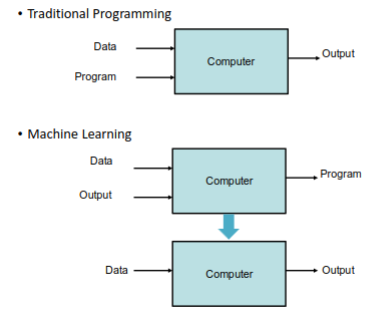 • Traditional Programming
Data
Program
Computer
Output
• Machine Learning
Data
Output
Computer
Program
Data
Computer
Output